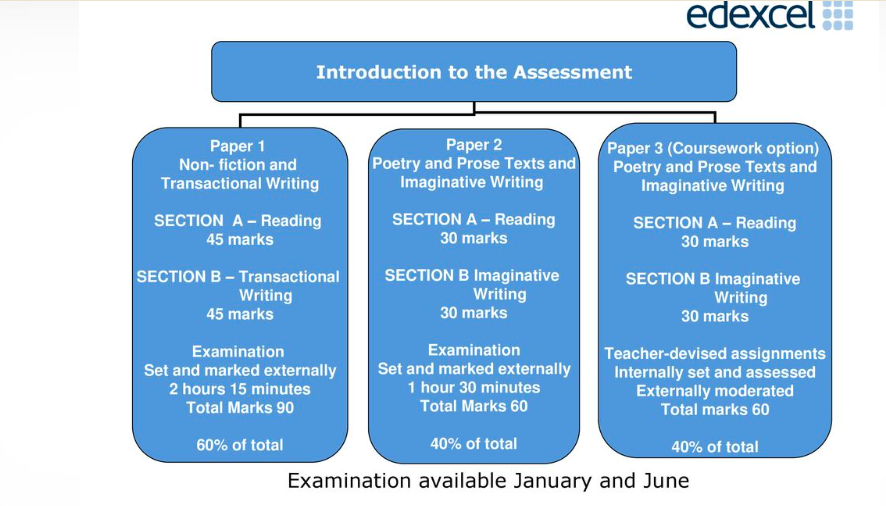 edexcel
Introduction to the Assessment
Paper 1
Non- fiction and
Transactional Writing
SECTION A – Reading
45 marks
SECTION B – Transactional
Writing
45 marks
Examination
Set and marked externally
2 hours 15 minutes
Total Marks 90
60% of total
Paper 2
Poetry and Prose Texts and
Imaginative Writing
SECTION A – Reading
30 marks
SECTION B Imaginative
Writing
30 marks
Examination
Set and marked externally
1 hour 30 minutes
Total Marks 60
40% of total
Paper 3 (Coursework option)
Poetry and Prose Texts and
Imaginative Writing
SECTION A – Reading
30 marks
SECTION B Imaginative
Writing
30 marks
Teacher-devised assignments
Internally set and assessed
Externally moderated
Total marks 60
40% of total
Examination available January and June